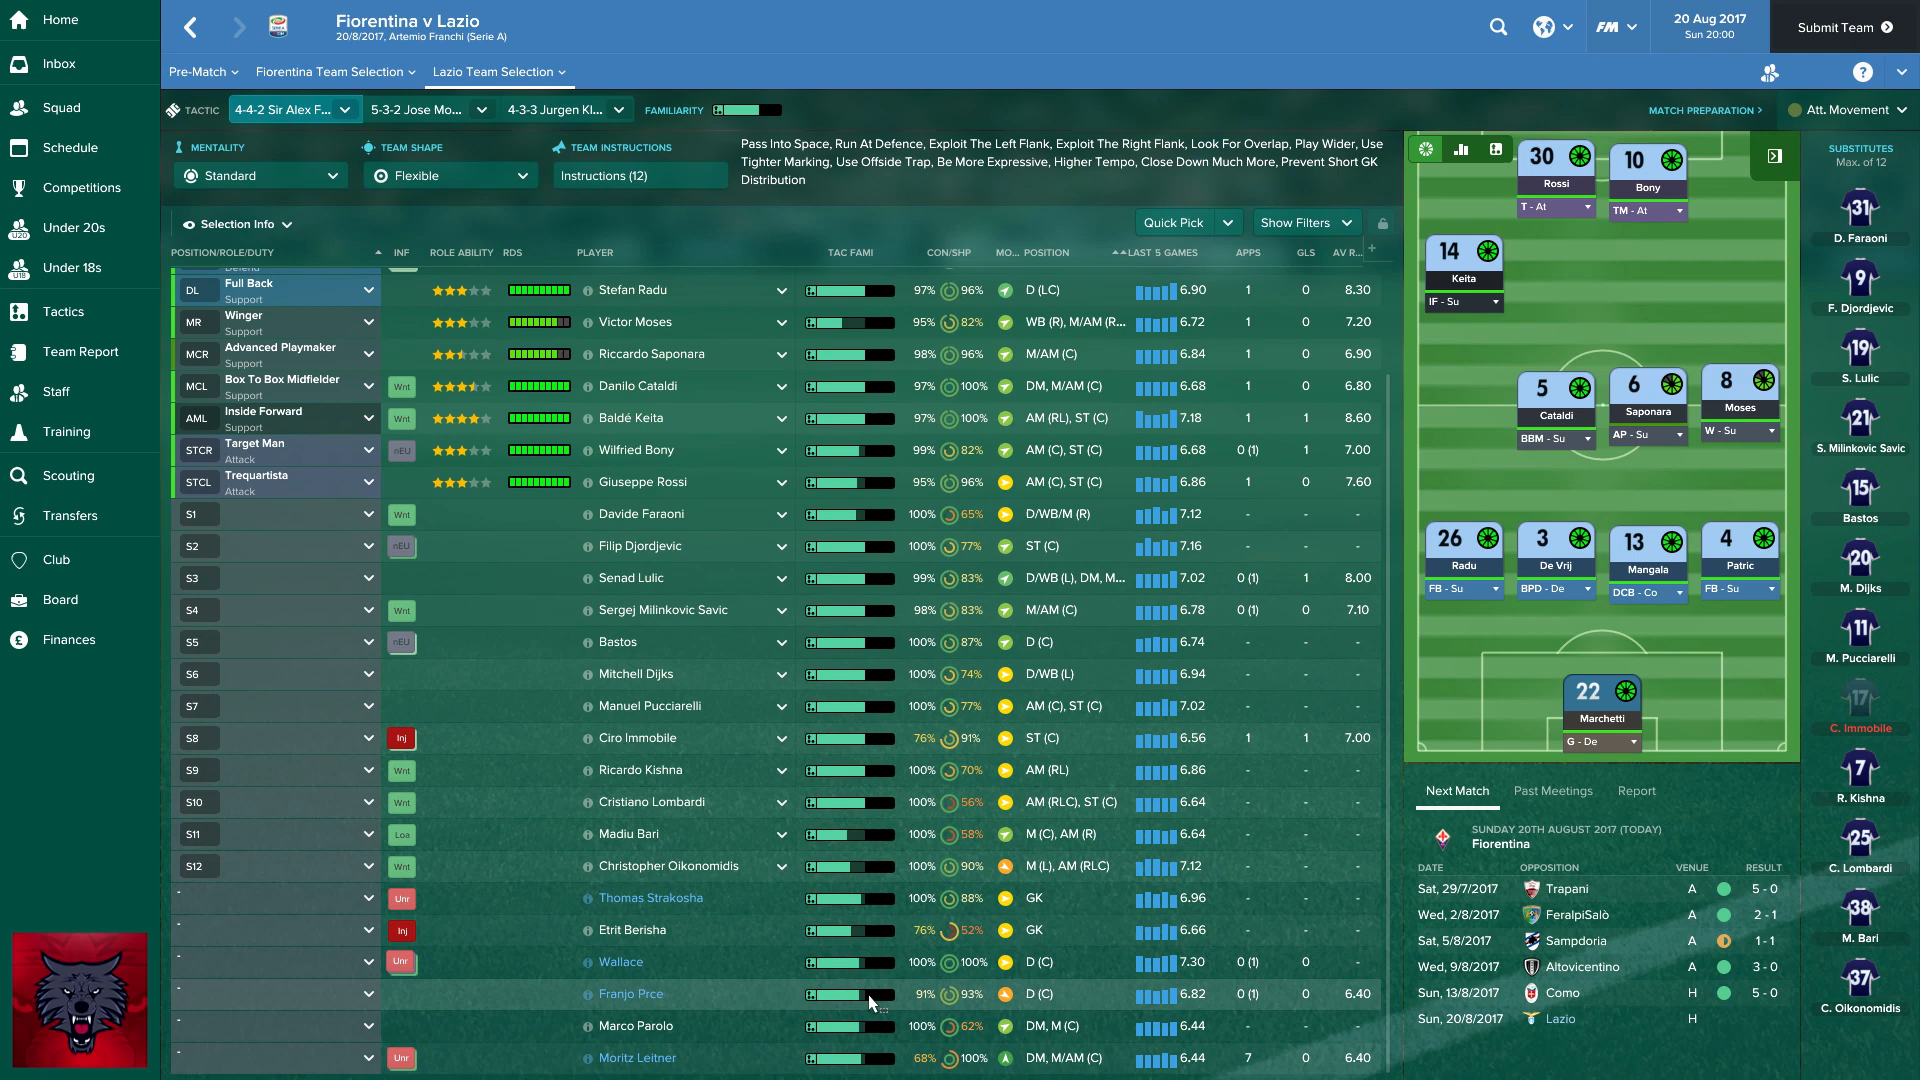 Home
Inbox
Squad
Schedule
Competitions
Under 20s
Under 18s
Tactics
Team Report
Staff
Training
Scouting
Transfers
Club
Board
Finances
Fiorentina v Lazio
20/8/2017, Artemio Franchi (Serie A)
FM
20 Aug 2017
Sun 20:00
Submit Team
Pre-Match
Fiorentina Team Selection
Lazio Team Selection
?
TACTIC
4-4-2 Sir Alex F...
5-3-2 Jose Mo...
4-3-3 Jurgen Kl...
FAMILIARITY
MATCH PREPARATION >
Att. Movement
MENTALITY
Standard
TEAM SHAPE
Flexible
TEAM INSTRUCTIONS
Instructions (12)
Pass Into Space, Run At Defence, Exploit The Left Flank, Exploit The Right Flank, Look For Overlap, Play Wider, Use
Tighter Marking, Use Offside Trap, Be More Expressive, Higher Tempo, Close Down Much More, Prevent Short GK
Distribution
Selection Info
Quick Pick
Show Filters
POSITION/ROLE/DUTY INF ROLE ABILITY RDS PLAYER TAC FAMI CON/SHP MO... POSITION LAST 5 GAMES APPS GLS AV R...
Defend
DL Full Back Support Stefan Radu 97% 96% D (LC) 6.90 1 0 8.30
MR Winger Support Victor Moses 95% 82% WB (R), M/AM (R... 6.72 1 0 7.20
MCR Advanced Playmaker Support Riccardo Saponara 98% 96% M/AM (C) 6.84 1 0 6.90
MCL Box To Box Midfielder Support Wnt Danilo Cataldi 97% 100% DM, M/AM (C) 6.68 1 0 6.80
AML Inside Forward Support Wnt Baldé Keita 97% 100% AM (RL), ST (C) 7.18 1 1 8.60
STCR Target Man Attack nEU Wilfried Bony 99% 82% AM (C), ST (C) 6.68 0 (1) 1 7.00
STCL Trequartista Attack Giuseppe Rossi 95% 96% AM (C), ST (C) 6.86 1 0 7.60
S1 Wnt Davide Faraoni 100% 65% D/WB/M (R) 7.12 - - -
S2 nEU Filip Djordjevic 100% 77% ST (C) 7.16 - - -
S3 Senad Lulic 99% 83% D/WB (L), DM, M... 7.02 0 (1) 1 8.00
S4 Wnt Sergej Milinkovic Savic 98% 83% M/AM (C) 6.78 0 (1) 0 7.10
S5 nEU Bastos 100% 87% D (C) 6.74 - - -
S6 Mitchell Dijks 100% 74% D/WB (L) 6.94 - - -
S7 Manuel Pucciarelli 100% 77% AM (C), ST (C) 7.02 - - -
S8 Inj Ciro Immobile 76% 91% ST (C) 6.56 1 1 7.00
S9 Wnt Ricardo Kishna 100% 70% AM (RL) 6.86 - - -
S10 Wnt Cristiano Lombardi 100% 56% AM (RLC), ST (C) 6.64 - - -
S11 Loa Madiu Bari 100% 58% M (C), AM (R) 6.64 - - -
S12 Wnt Christopher Oikonomidis 100% 90% M (L), AM (RLC) 7.12 - - -
- Unr Thomas Strakosha 100% 88% GK 6.96 - - -
- Inj Etrit Berisha 76% 52% GK 6.66 - - -
- Unr Wallace 100% 100% D (C) 7.30 0 (1) 0 -
- Franjo Prce 91% 93% D (C) 6.82 0 (1) 0 6.40
- Marco Parolo 100% 62% DM, M (C) 6.44 - - -
- Unr Moritz Leitner 68% 100% DM, M/AM (C) 6.44 7 0 6.40
30 10
Rossi Bony
T - At TM - At
14
Keita
IF - Su
5 6 8
Cataldi Saponara Moses
BBM - Su AP - Su W - Su
26 3 13 4
Radu De Vrij Mangala Patric
FB - Su BPD - De DCB - Co FB - Su
22
Marchetti
G - De
Next Match Past Meetings Report
SUNDAY 20TH AUGUST 2017 (TODAY)
Fiorentina
DATE OPPOSITION VENUE RESULT
Sat, 29/7/2017 Trapani A 5 - 0
Wed, 2/8/2017 FeralpiSalò A 2 - 1
Sat, 5/8/2017 Sampdoria A 1 - 1
Wed, 9/8/2017 Altovicentino A 3 - 0
Sun, 13/8/2017 Como H 5 - 0
Sun, 20/8/2017 Lazio H
SUBSTITUTES
Max. of 12
31
D. Faraoni
9
F. Djordjevic
19
S. Lulic
21
S. Milinkovic Savic
15
Bastos
20
M. Dijks
11
M. Pucciarelli
17
C. Immobile
7
R. Kishna
25
C. Lombardi
38
M. Bari
37
C. Oikonomidis